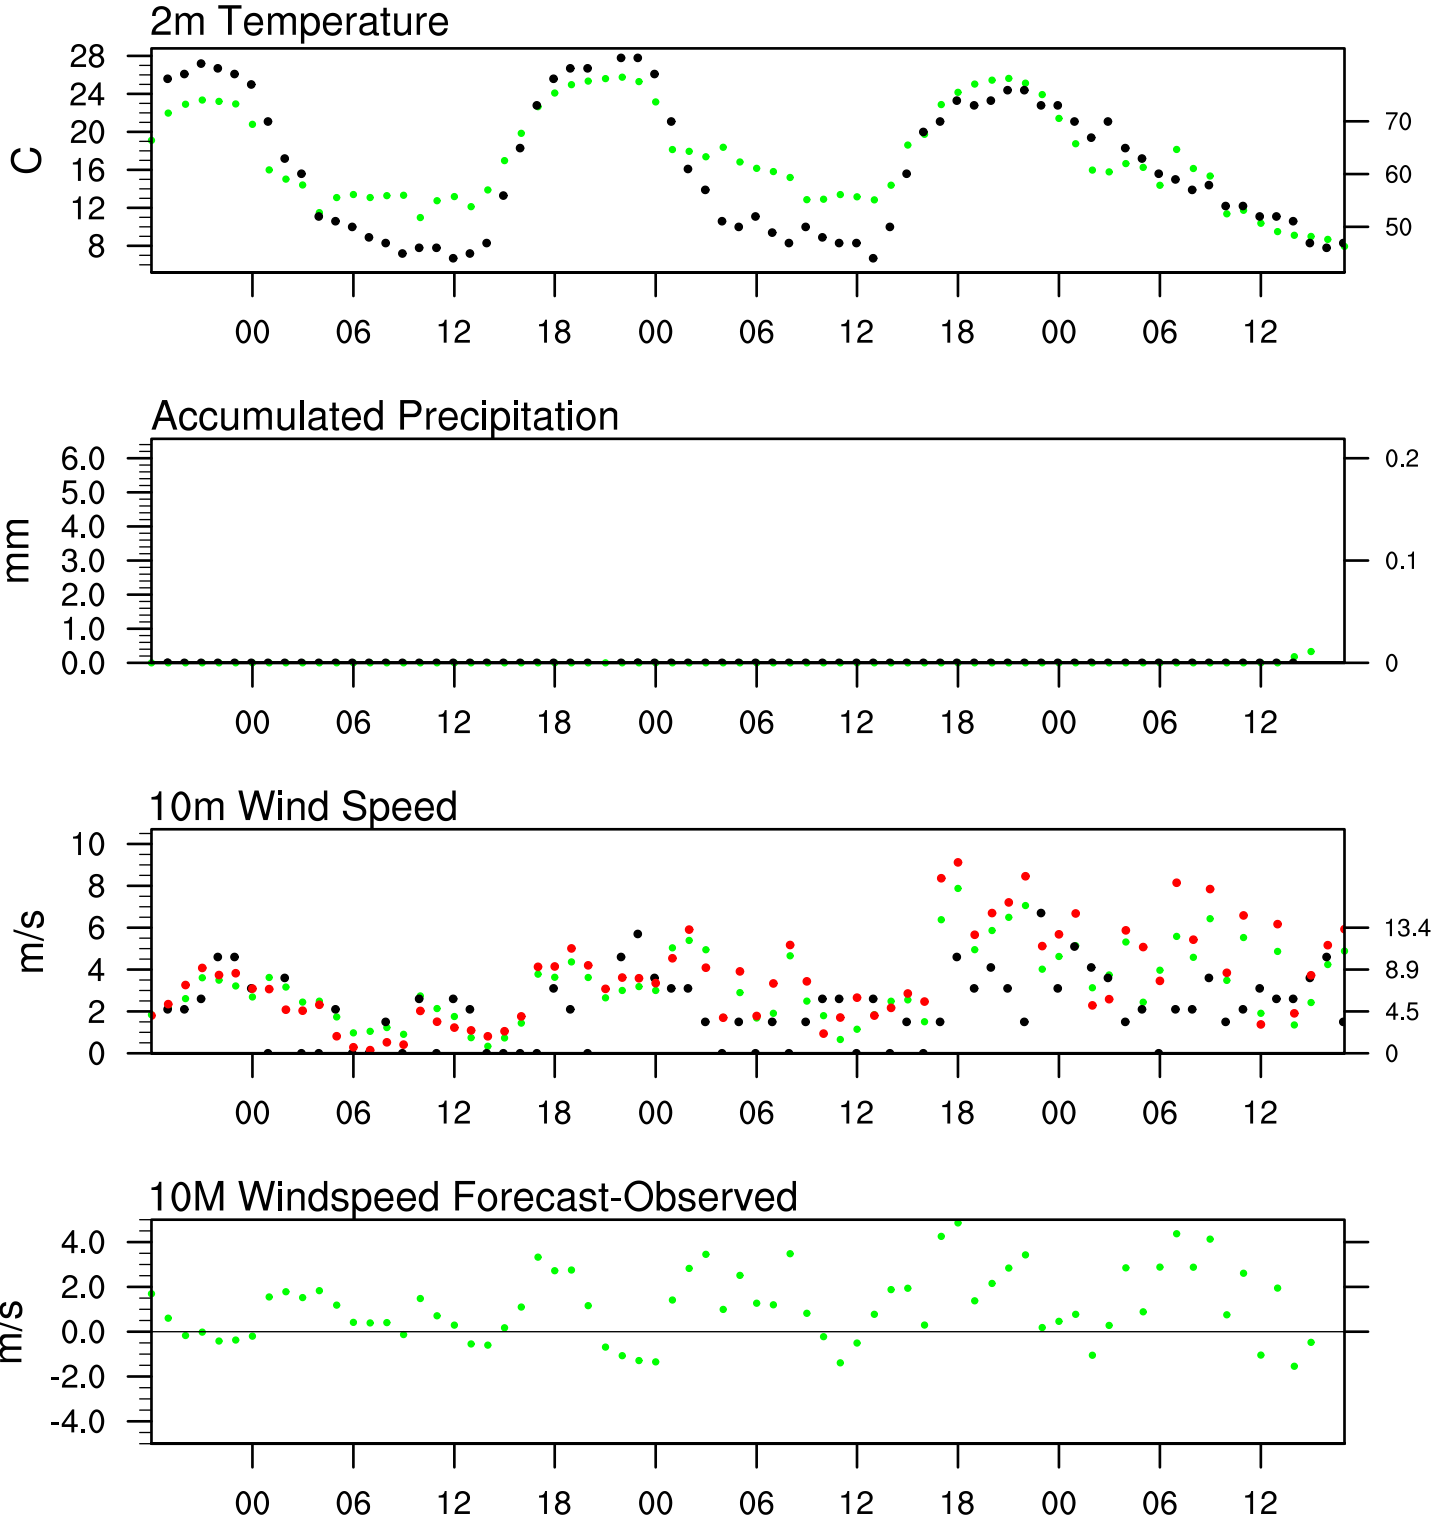 2m Temperature
28
24
20
16
12
8
C
70
60
50
00 06 12 18 00 06 12 18 00 06 12
Accumulated Precipitation
6.0
5.0
4.0
3.0
2.0
1.0
0.0
mm
0.2
0.1
0
00 06 12 18 00 06 12 18 00 06 12
10m Wind Speed
10
8
6
4
2
0
m/s
13.4
8.9
4.5
0
00 06 12 18 00 06 12 18 00 06 12
10M Windspeed Forecast-Observed
4.0
2.0
0.0
-2.0
-4.0
m/s
00 06 12 18 00 06 12 18 00 06 12